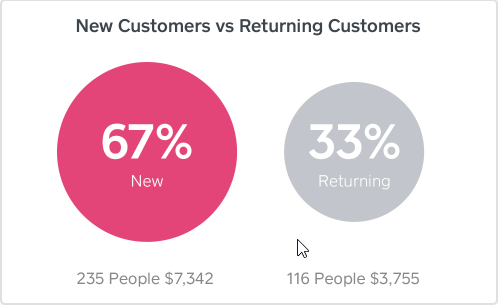 New Customers vs Returning Customers
67%
New
33%
Returning
235 People $7,342
116 People $3,755